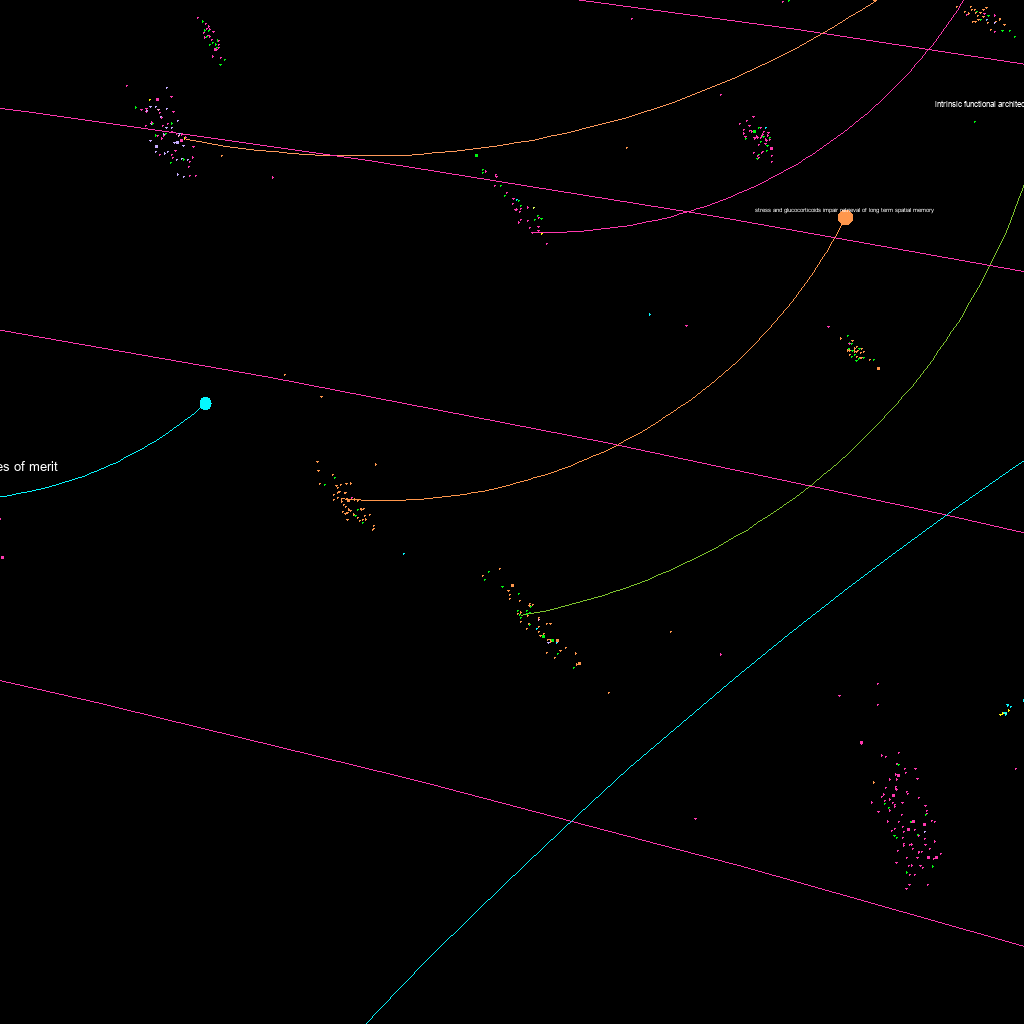 Intrinsic functional architec
stress and glucocorticoids impair retrieval of long term spatial memory
es of merit